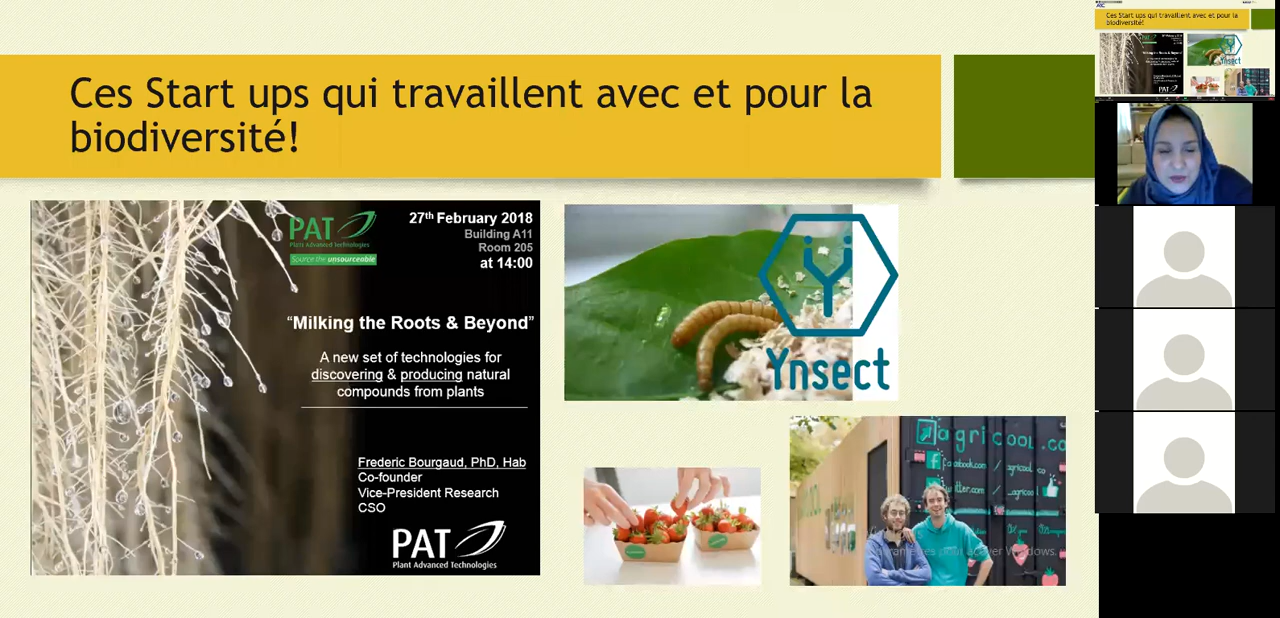 Ces Start ups qui travaillent avec et pour la
biodiversité!
PAT
Plant Advanced Technologies
Source the unsourceable
27th February 2018
Building A11
Room 205
at 14:00
“Milking the Roots & Beyond”
A new set of technologies for
discovering & producing natural
compounds from plants
Frederic Bourgaud, PhD, Hab
Co-founder
Vice-President Research
CSO
PAT
Plant Advanced Technologies
Ynsect
agricool.co
facebook.com/agricool.co
twitter.com/_agricool
Ces Start ups qui travaillent avec et pour la
biodiversité!
PAT
Ynsect